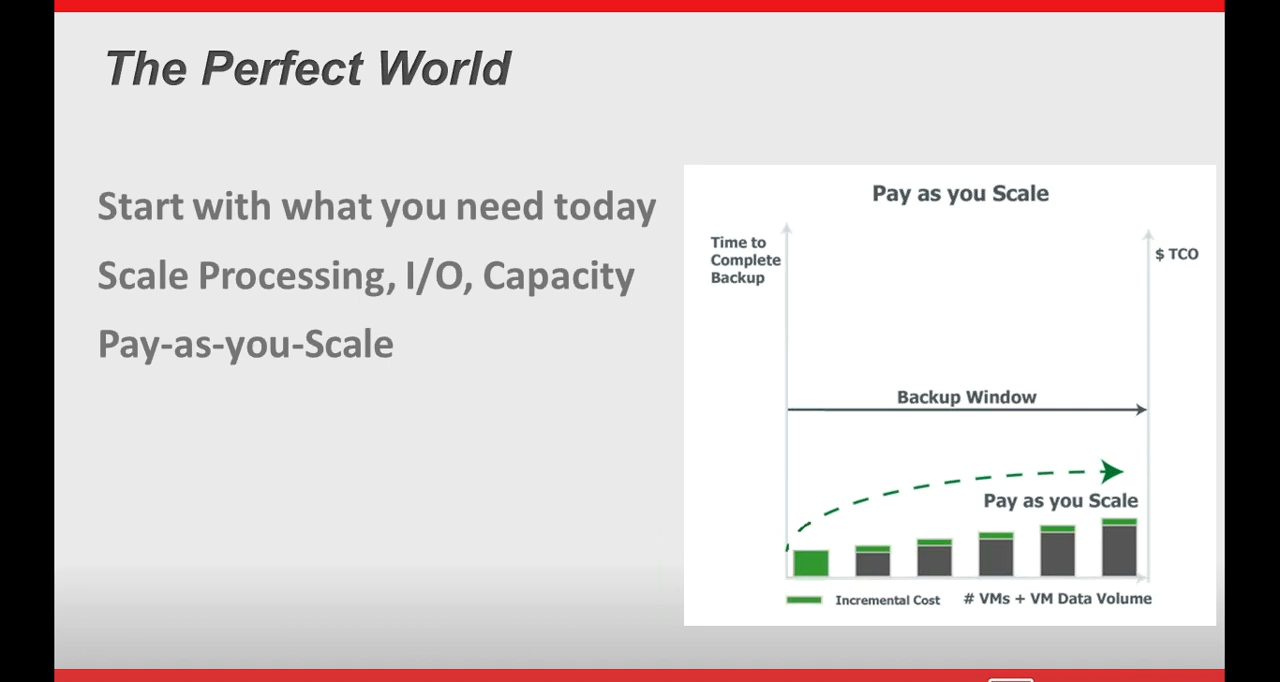 The Perfect World
Start with what you need today
Scale Processing, I/O, Capacity
Pay-as-you-Scale
Pay as you Scale
Time to
Complete
Backup
$ TCO
Backup Window
Pay as you Scale
Incremental Cost
# VMs + VM Data Volume